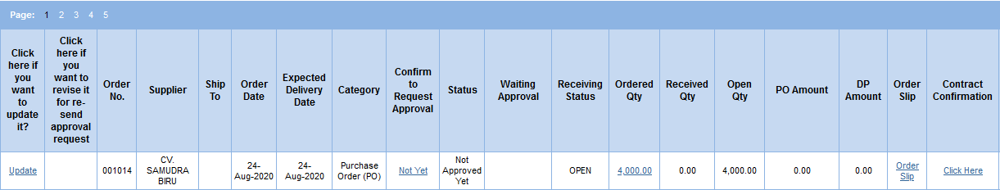 Page: 1 2 3 4 5
Click here if you want to update it?
Click here if you want to revise it for re-send approval request
Order No.
Supplier
Ship To
Order Date
Expected Delivery Date
Category
Confirm to Request Approval
Status
Waiting Approval
Receiving Status
Ordered Qty
Received Qty
Open Qty
PO Amount
DP Amount
Order Slip
Contract Confirmation
Update
001014
CV. SAMUDRA BIRU
24-Aug-2020
24-Aug-2020
Purchase Order (PO)
Not Yet
Not Approved Yet
OPEN
4,000.00
0.00
4,000.00
0.00
0.00
Order Slip
Click Here